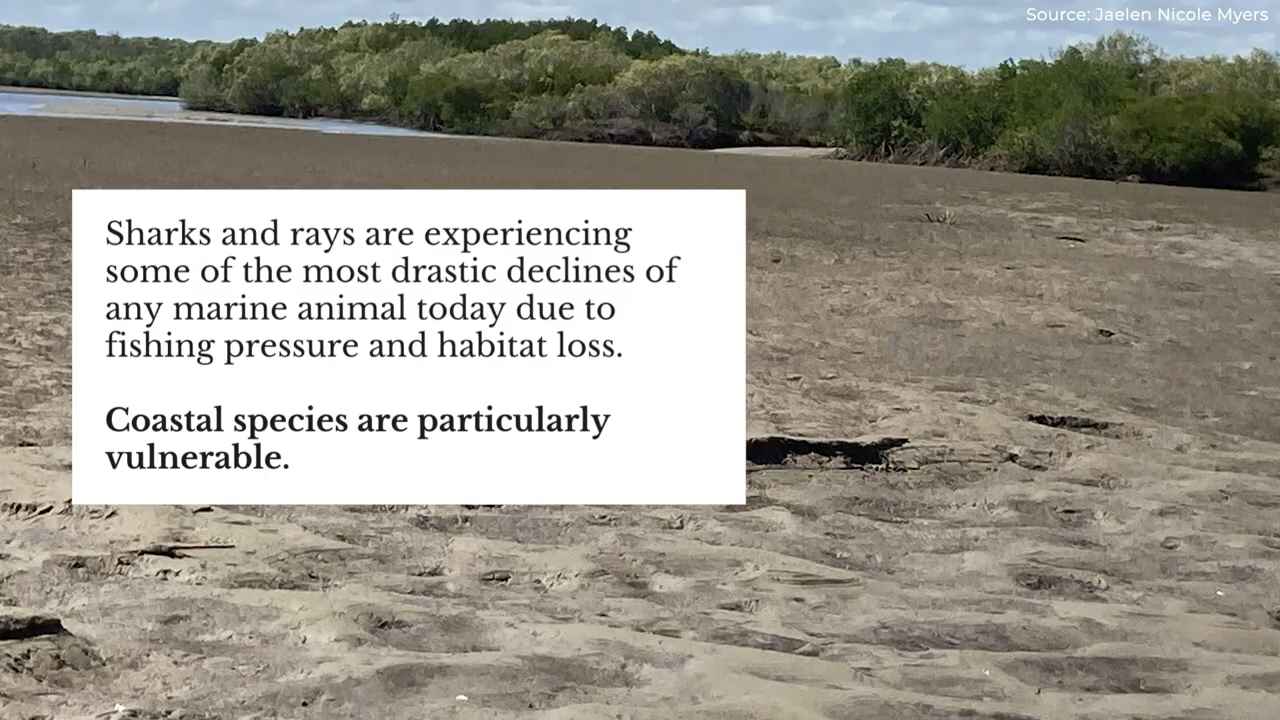 Source: Jaelen Nicole Myers
Sharks and rays are experiencing
some of the most drastic declines of
any marine animal today due to
fishing pressure and habitat loss.
Coastal species are particularly
vulnerable.